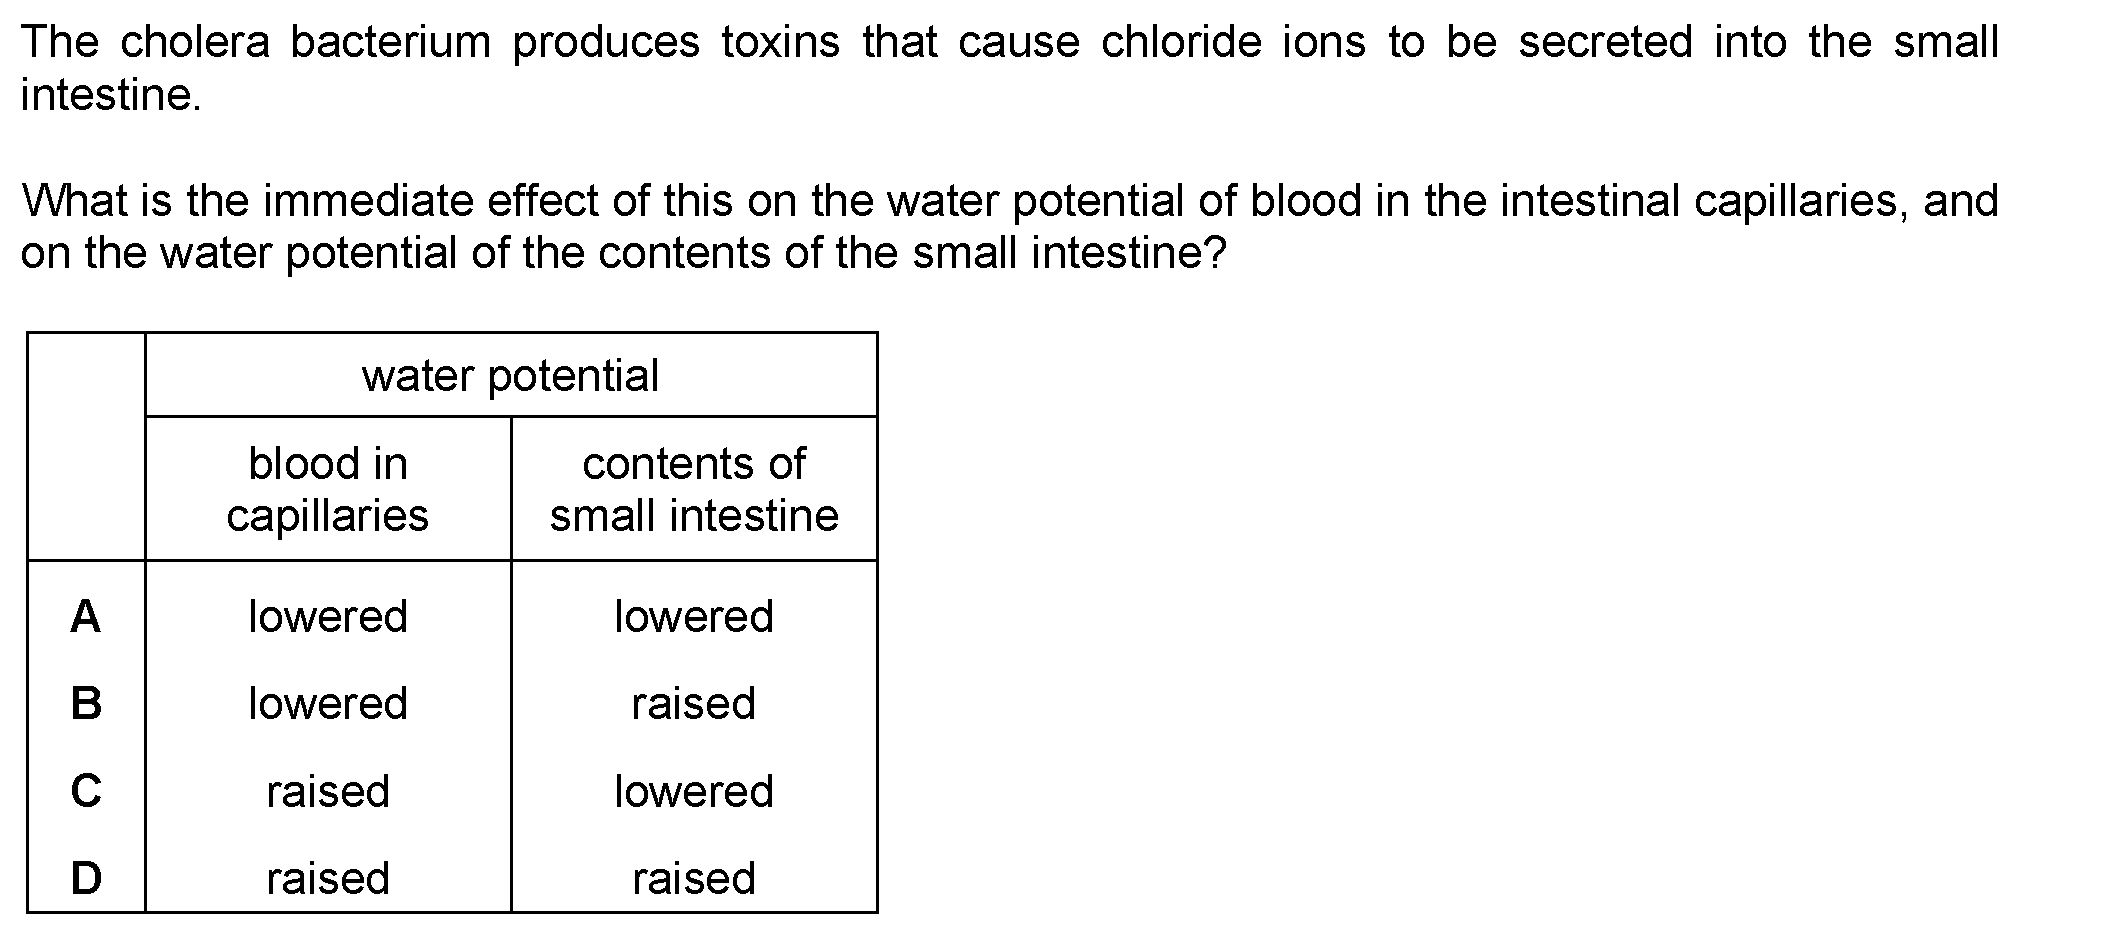 The cholera bacterium produces toxins that cause chloride ions to be secreted into the small
intestine.
What is the immediate effect of this on the water potential of blood in the intestinal capillaries, and
on the water potential of the contents of the small intestine?
water potential
blood in
capillaries
contents of
small intestine
A lowered lowered
B lowered raised
C raised lowered
D raised raised